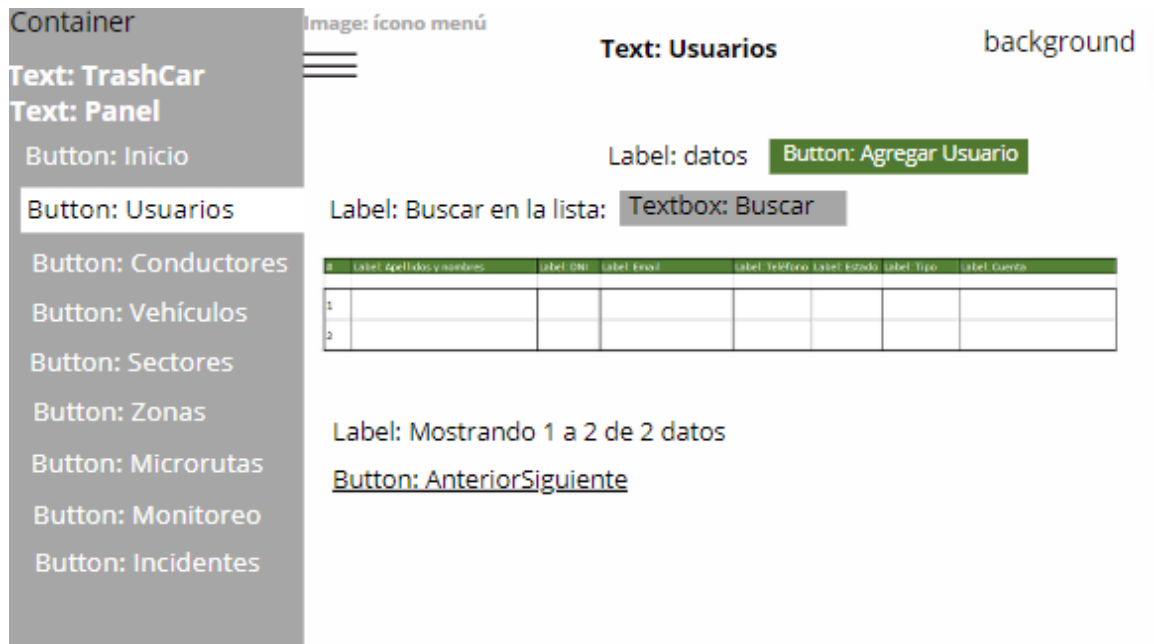 Container
Text: TrashCar
Text: Panel
Button: Inicio
Button: Usuarios
Button: Conductores
Button: Vehículos
Button: Sectores
Button: Zonas
Button: Microrutas
Button: Monitoreo
Button: Incidentes
Image: ícono menú
Text: Usuarios
background
Label: datos Button: Agregar Usuario
Label: Buscar en la lista: Textbox: Buscar
# Label: Apellidos y nombres Label: DNI Label: Email Label: Teléfono Label: Estado Label: Tipo Label: Cuenta
1
2
Label: Mostrando 1 a 2 de 2 datos
Button: AnteriorSiguiente